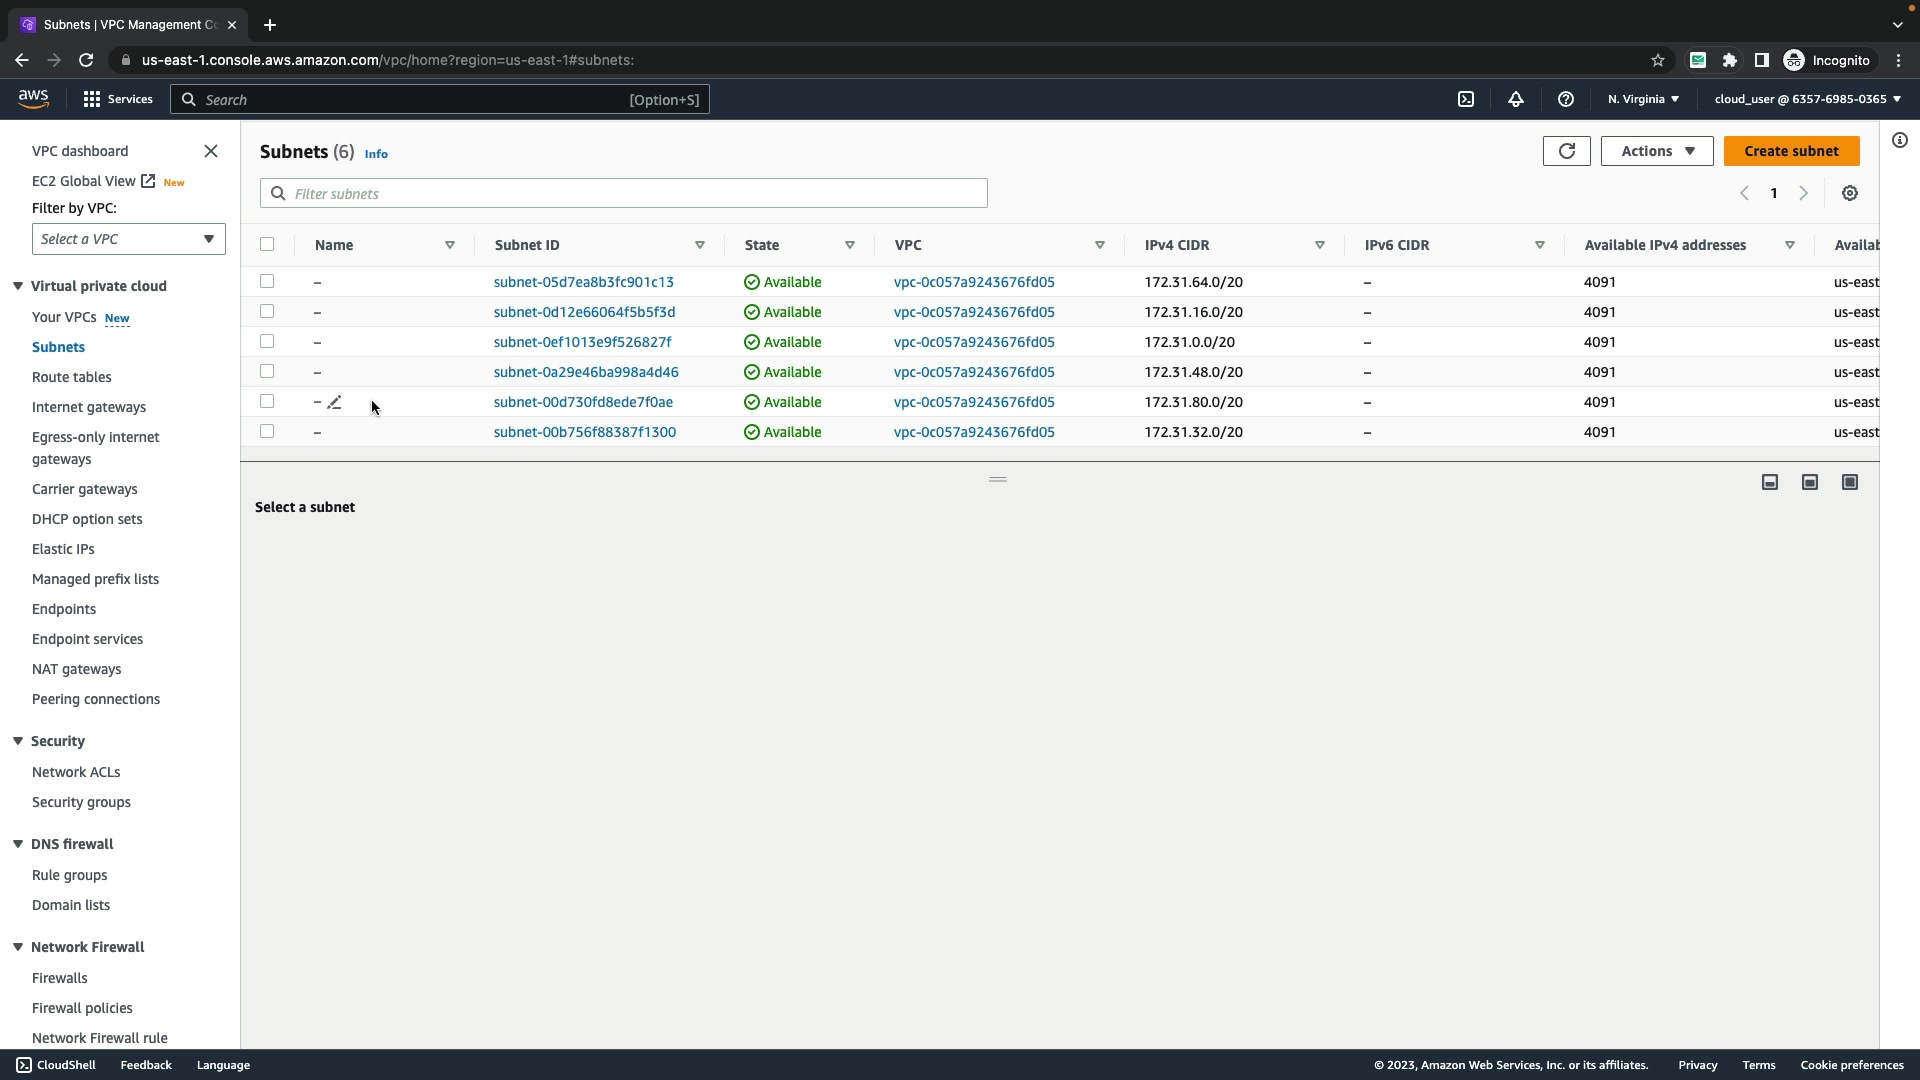 Subnets | VPC Management Co
us-east-1.console.aws.amazon.com/vpc/home?region=us-east-1#subnets:
Incognito
aws
Services
Search
[Option+S]
N. Virginia
cloud_user @ 6357-6985-0365
VPC dashboard
EC2 Global View New
Filter by VPC:
Select a VPC
Virtual private cloud
Your VPCs New
Subnets
Route tables
Internet gateways
Egress-only internet
gateways
Carrier gateways
DHCP option sets
Elastic IPs
Managed prefix lists
Endpoints
Endpoint services
NAT gateways
Peering connections
Security
Network ACLs
Security groups
DNS firewall
Rule groups
Domain lists
Network Firewall
Firewalls
Firewall policies
Network Firewall rule
Subnets (6) Info
Actions
Create subnet
Filter subnets
1
Name Subnet ID State VPC IPv4 CIDR IPv6 CIDR Available IPv4 addresses Availab
– subnet-05d7ea8b3fc901c13 Available vpc-0c057a9243676fd05 172.31.64.0/20 – 4091 us-east
– subnet-0d12e66064f5b5f3d Available vpc-0c057a9243676fd05 172.31.16.0/20 – 4091 us-east
– subnet-0ef1013e9f526827f Available vpc-0c057a9243676fd05 172.31.0.0/20 – 4091 us-east
– subnet-0a29e46ba998a4d46 Available vpc-0c057a9243676fd05 172.31.48.0/20 – 4091 us-east
– subnet-00d730fd8ede7f0ae Available vpc-0c057a9243676fd05 172.31.80.0/20 – 4091 us-east
– subnet-00b756f88387f1300 Available vpc-0c057a9243676fd05 172.31.32.0/20 – 4091 us-east
Select a subnet
CloudShell
Feedback
Language
© 2023, Amazon Web Services, Inc. or its affiliates.
Privacy
Terms
Cookie preferences